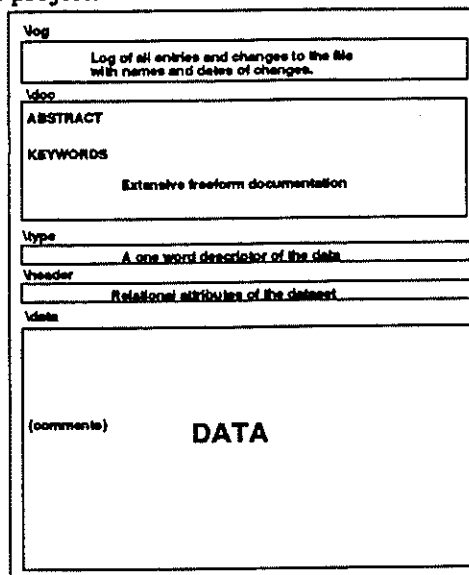 project.
\log
Log of all entries and changes to the file
with names and dates of changes.
\doc
ABSTRACT
KEYWORDS
Extensive freeform documentation
\type
A one word descriptor of the data
\header
Relational attributes of the dataset
\data
{comments} DATA